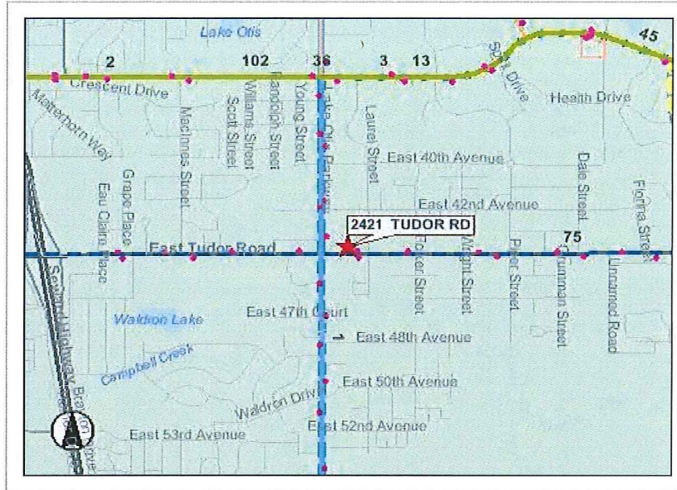 Lake Otis
2 102 36 3 13 45
Crescent Drive
Health Drive
Matterhorn Way
MacInnes Street
Scott Street
Williams Street
Randolph Street
Young Street
Lake Otis Parkway
Laurel Street
East 40th Avenue
Dale Street
Florina Street
Grape Place
Eau Claire Place
East 42nd Avenue
2421 TUDOR RD
East Tudor Road
75
Wright Street
Piper Street
Grumman Street
Unnamed Road
Seward Highway
Waldron Lake
East 47th Court
1
East 48th Avenue
Campbell Creek
East 50th Avenue
Waldron Drive
East 52nd Avenue
East 53rd Avenue